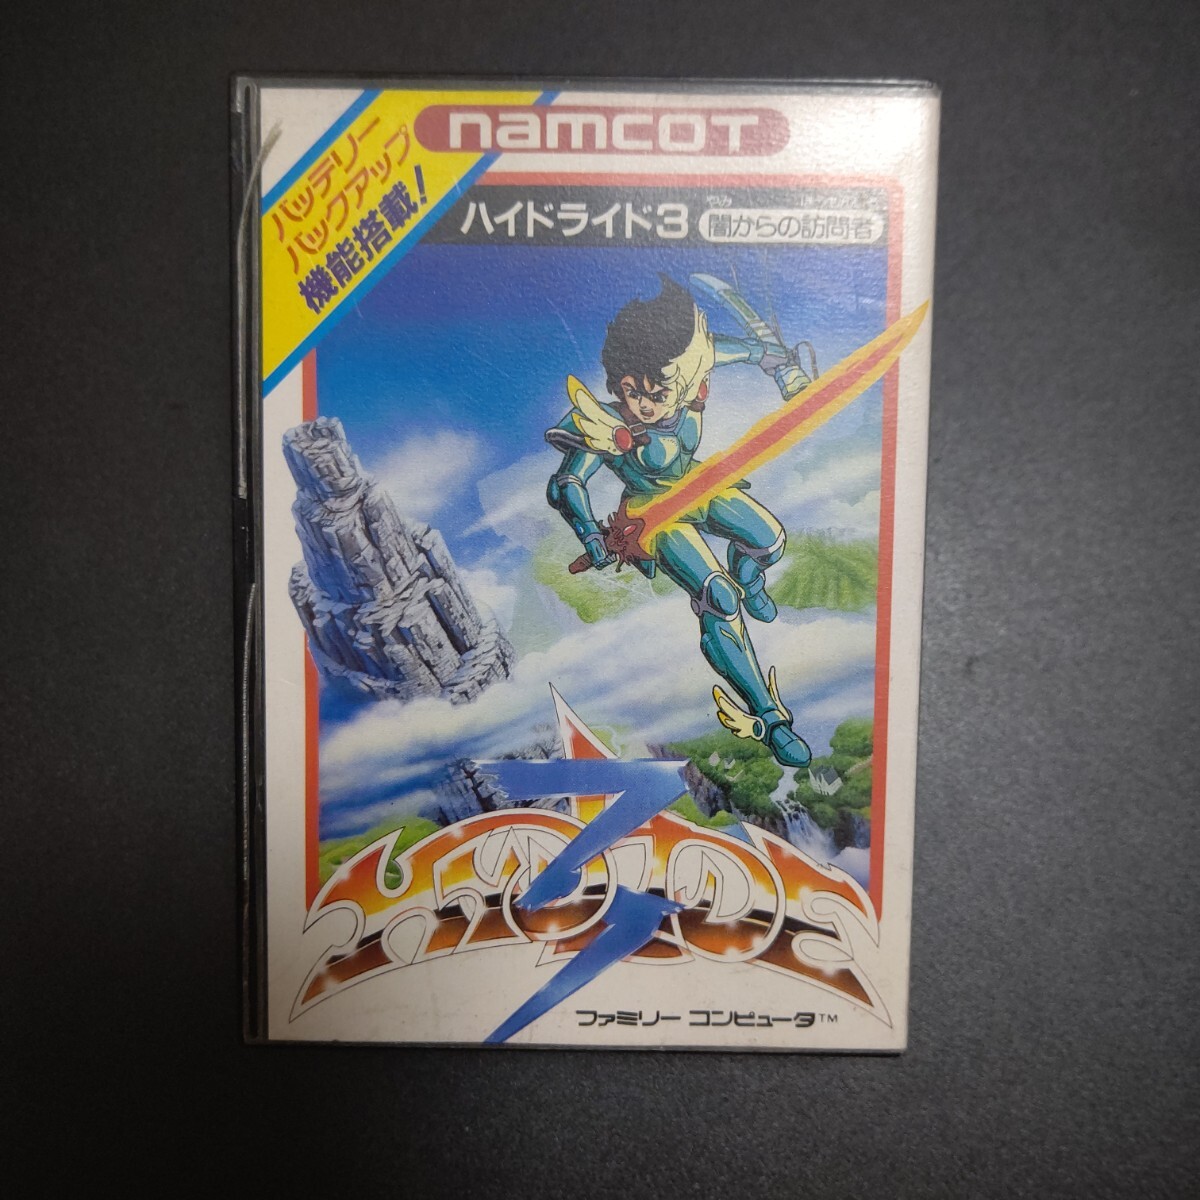 バッテリー
バックアップ
機能搭載!
namcoT
ハイドライド3 闇からの訪問者
やみ
HYDLIDE 3
ファミリー コンピュータ™